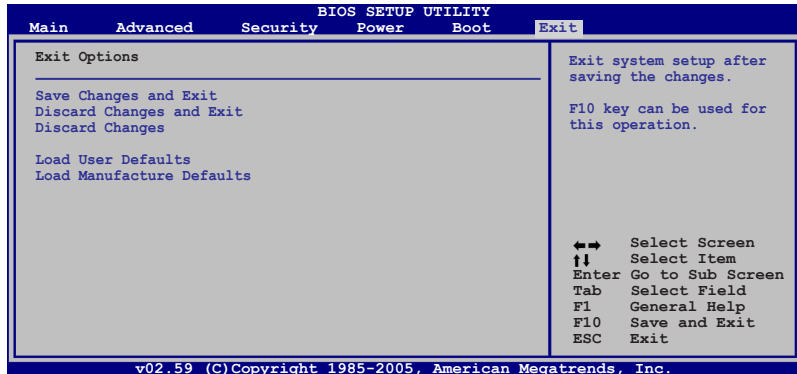 BIOS SETUP UTILITY
Main Advanced Security Power Boot Exit
Exit Options
Save Changes and Exit
Discard Changes and Exit
Discard Changes
Load User Defaults
Load Manufacture Defaults
Exit system setup after
saving the changes.
F10 key can be used for
this operation.
←→ Select Screen
↑↓ Select Item
Enter Go to Sub Screen
Tab Select Field
F1 General Help
F10 Save and Exit
ESC Exit
v02.59 (C)Copyright 1985-2005, American Megatrends, Inc.